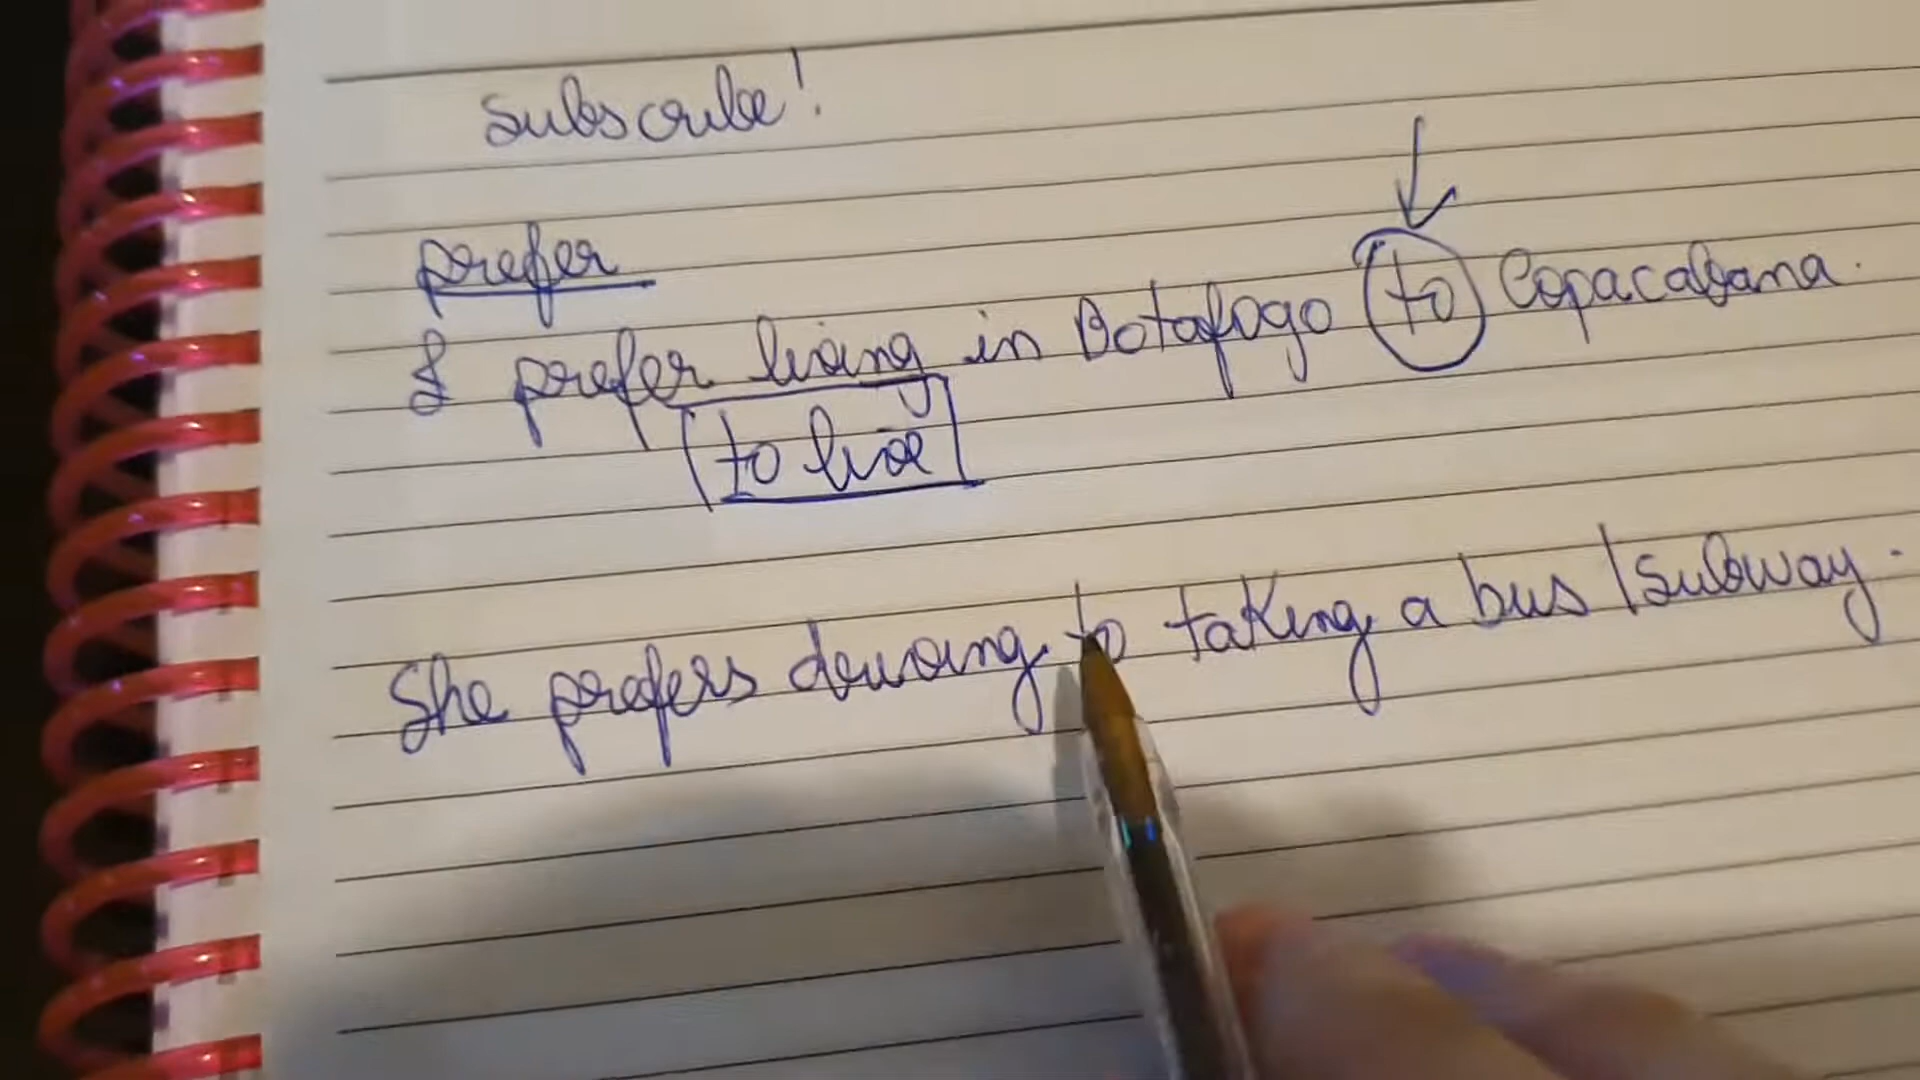 Subscribe!
prefer
I prefer living in Botafogo to Copacabana.
to live
She prefers driving to taking a bus / subway.